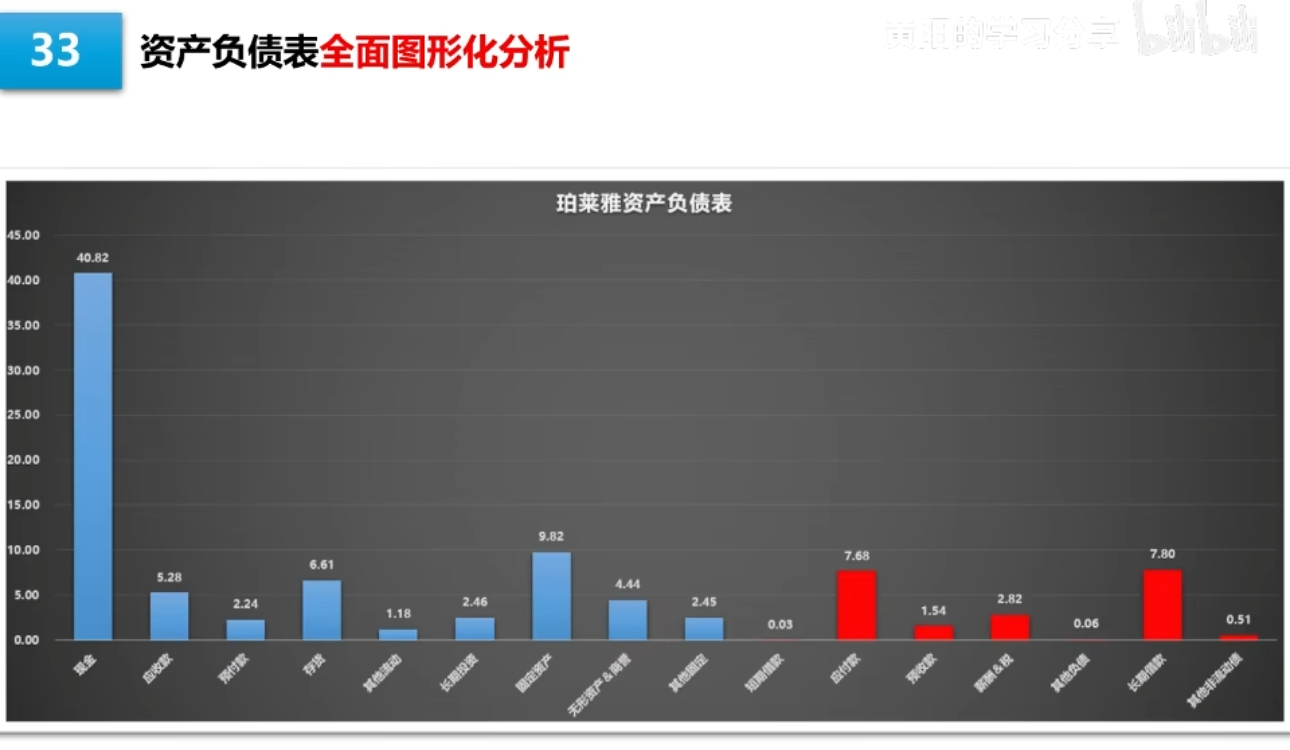 33
资产负债表全面图形化分析
黄阳的学习分享 bilibili
珀莱雅资产负债表
45.00
40.00
35.00
30.00
25.00
20.00
15.00
10.00
5.00
0.00
40.82
5.28
2.24
6.61
1.18
2.46
9.82
4.44
2.45
0.03
7.68
1.54
2.82
0.06
7.80
0.51
现金
应收款
预付款
存货
其他流动
长期投资
固定资产
无形资产&商誉
其他固定
短期借款
应付款
预收款
薪酬&税
其他负债
长期借款
其他非流动债